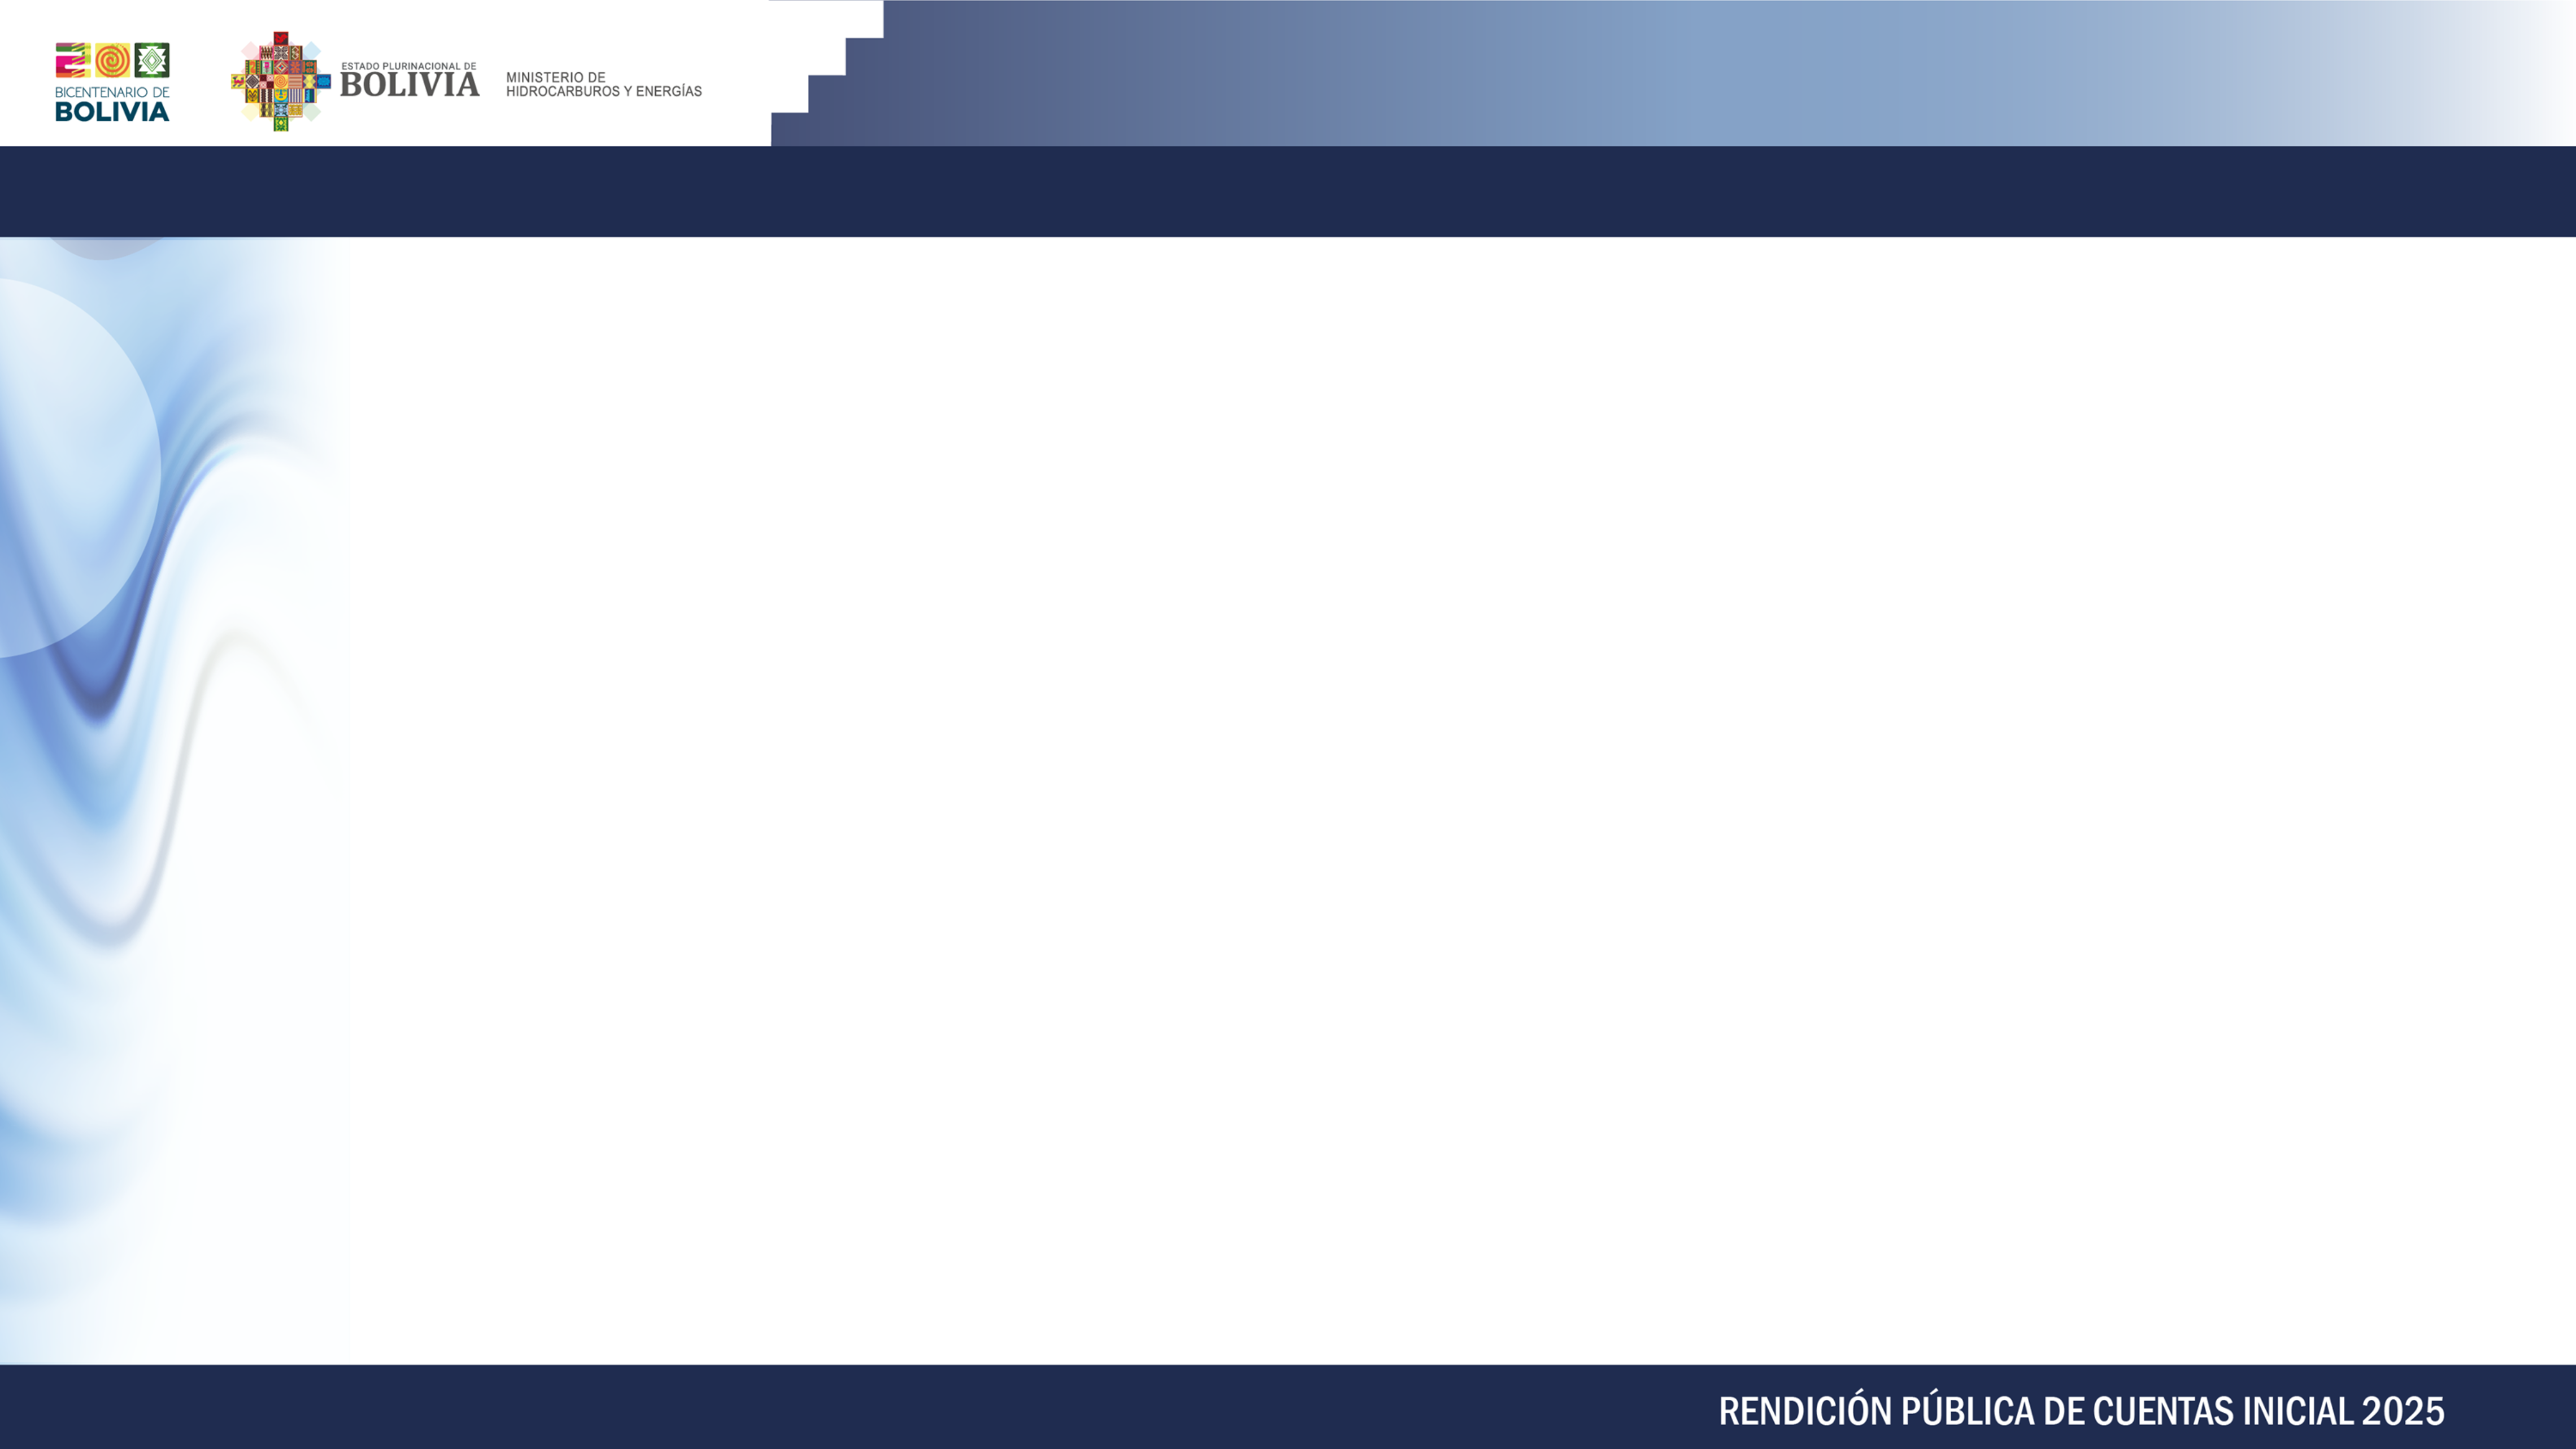 BICENTENARIO DE
BOLIVIA
ESTADO PLURINACIONAL DE
BOLIVIA
MINISTERIO DE
HIDROCARBUROS Y ENERGÍAS
RENDICIÓN PÚBLICA DE CUENTAS INICIAL 2025